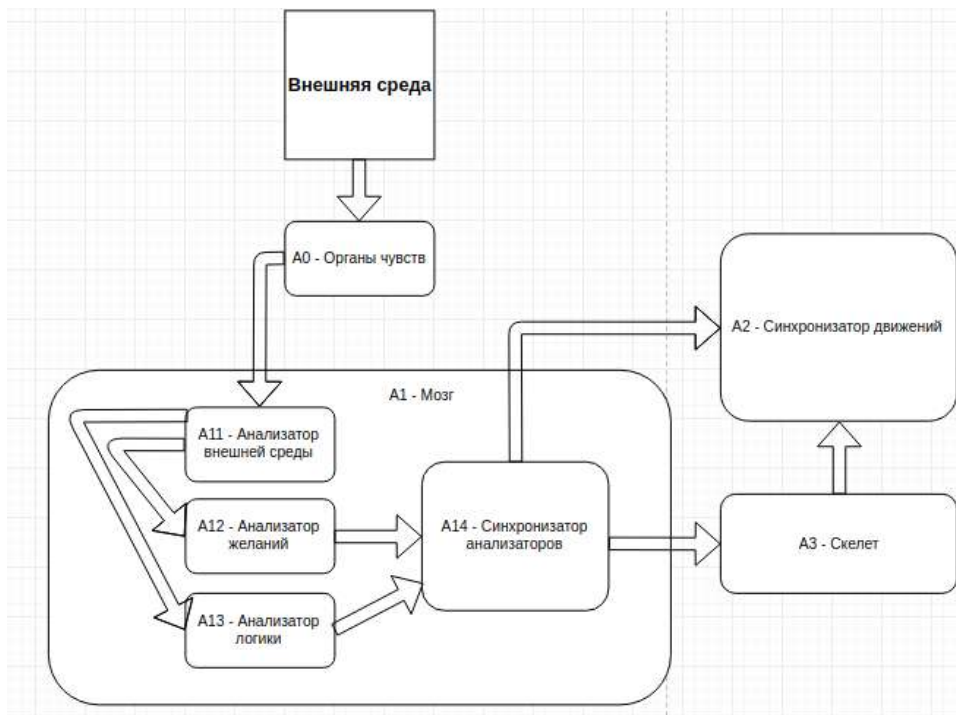 Внешняя среда
А0 - Органы чувств
А2 - Синхронизатор движений
А1 - Мозг
А11 - Анализатор
внешней среды
А12 - Анализатор
желаний
А14 - Синхронизатор
анализаторов
А3 - Скелет
А13 - Анализатор
логики